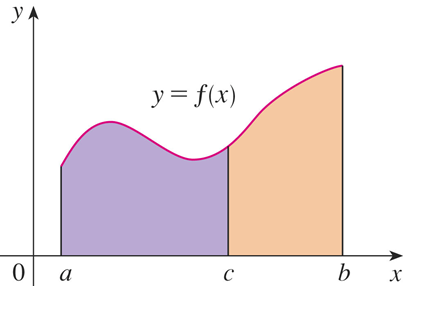 y
y = f(x)
0 a c b x